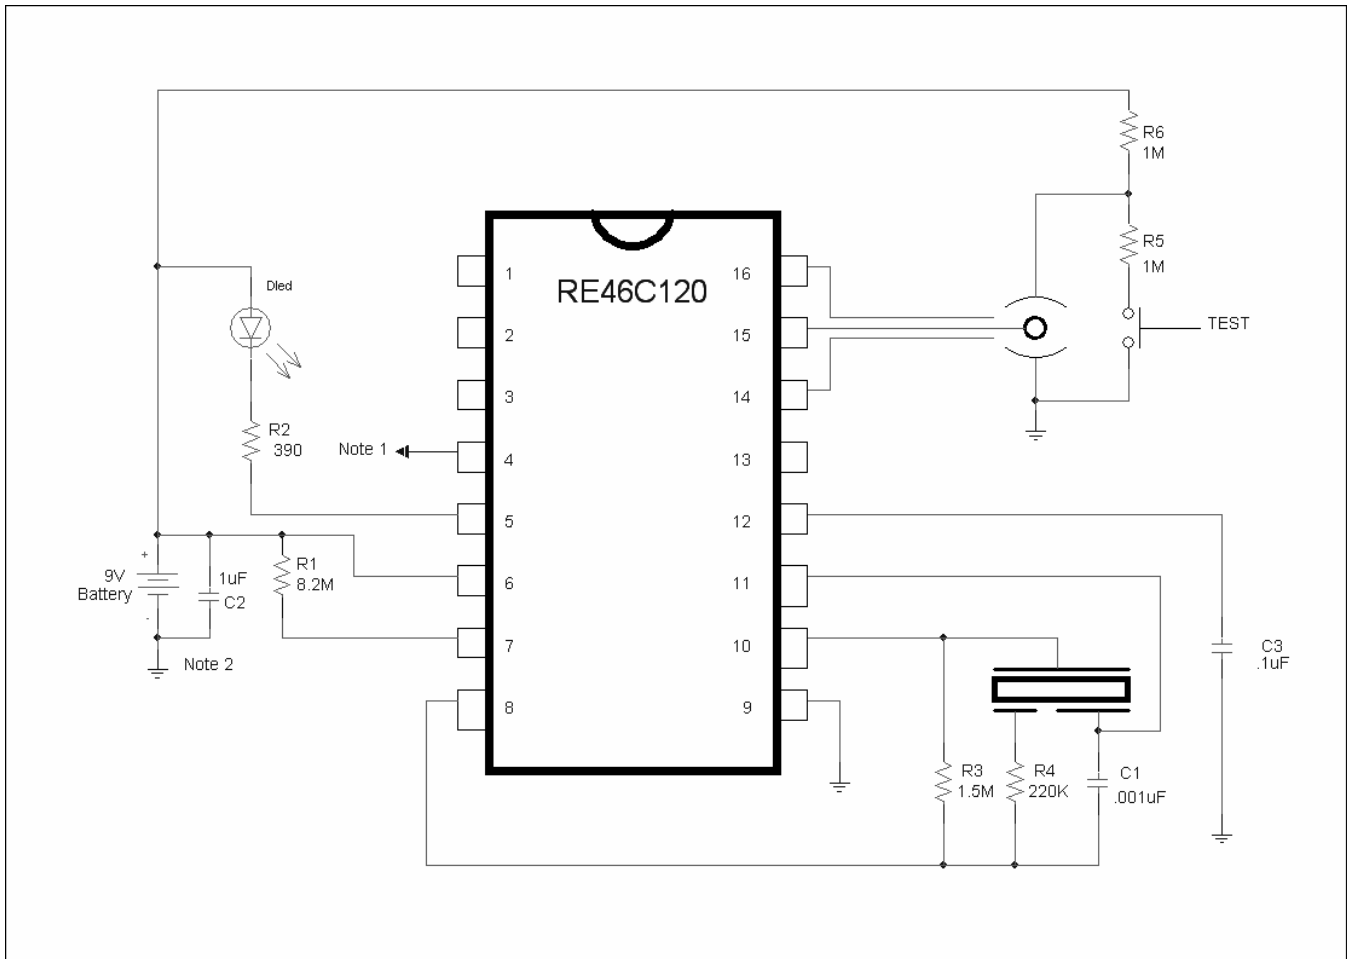 R6
1M
R5
1M
TEST
Dled
R2
390
Note 1
RE46C120
1
2
3
4
5
6
7
8
16
15
14
13
12
11
10
9
+
9V
Battery
-
1uF
C2
R1
8.2M
Note 2
C3
.1uF
R3
1.5M
R4
220K
C1
.001uF